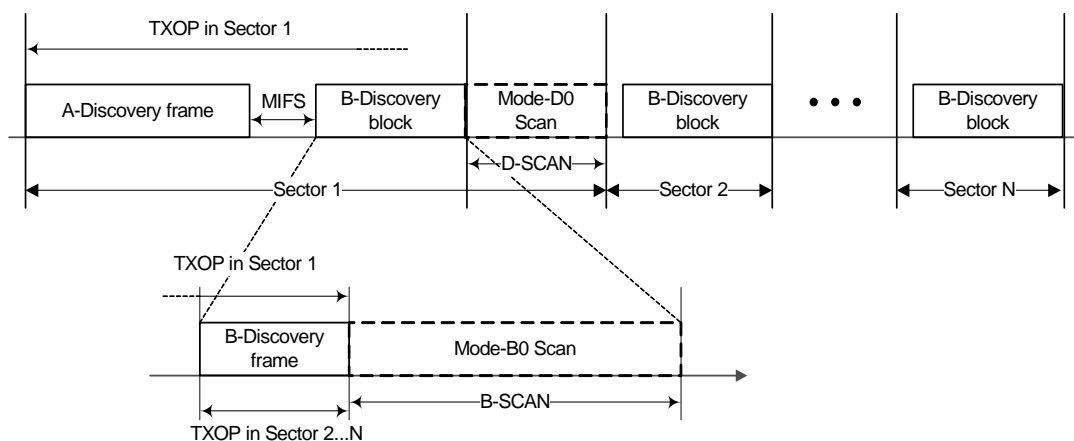 TXOP in Sector 1
A-Discovery frame
MIFS
B-Discovery
block
Mode-D0
Scan
B-Discovery
block
• • •
B-Discovery
block
D-SCAN
Sector 1
Sector 2
Sector N
TXOP in Sector 1
B-Discovery
frame
Mode-B0 Scan
B-SCAN
TXOP in Sector 2...N